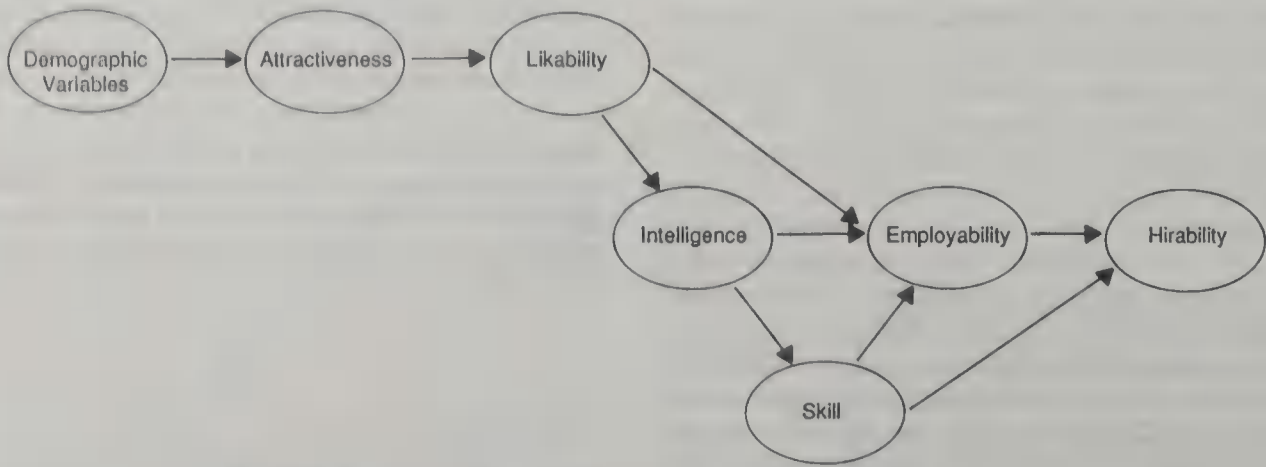 Demographic
Variables
Attractiveness
Likability
Intelligence
Employability
Hirability
Skill